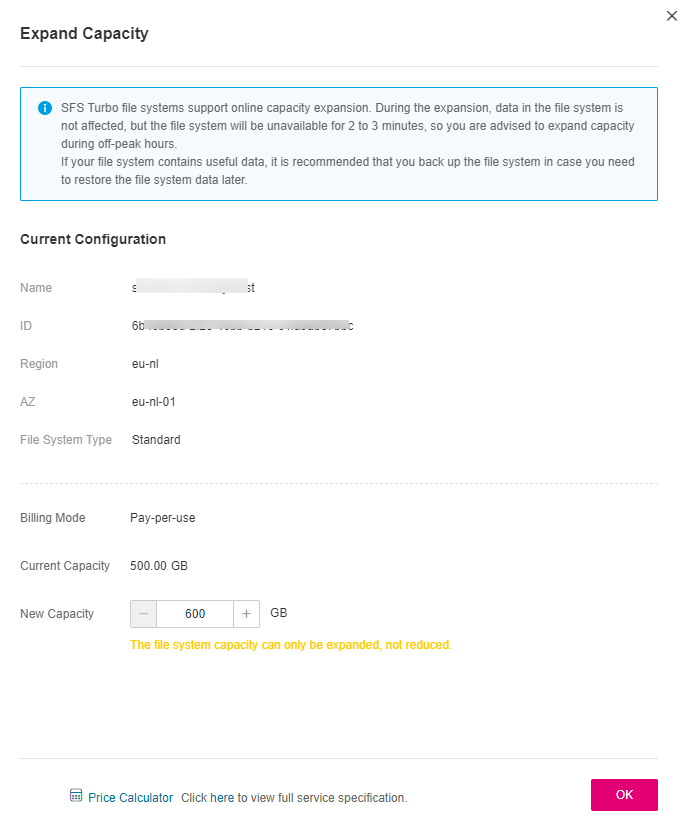 Expand Capacity
SFS Turbo file systems support online capacity expansion. During the expansion, data in the file system is
not affected, but the file system will be unavailable for 2 to 3 minutes, so you are advised to expand capacity
during off-peak hours.
If your file system contains useful data, it is recommended that you back up the file system in case you need
to restore the file system data later.
Current Configuration
Name
ID
Region eu-nl
AZ eu-nl-01
File System Type Standard
Billing Mode Pay-per-use
Current Capacity 500.00 GB
New Capacity − 600 + GB
The file system capacity can only be expanded, not reduced.
Price Calculator Click here to view full service specification.
OK